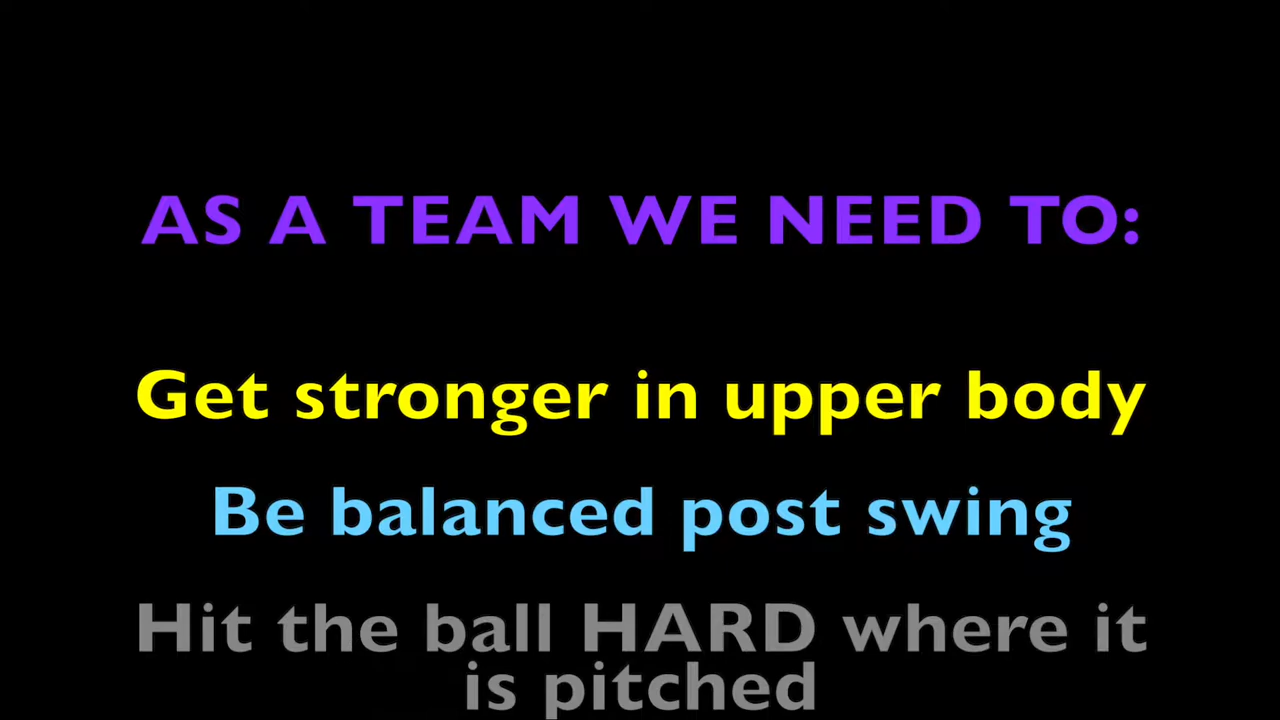 AS A TEAM WE NEED TO:
Get stronger in upper body
Be balanced post swing
Hit the ball HARD where it
is pitched